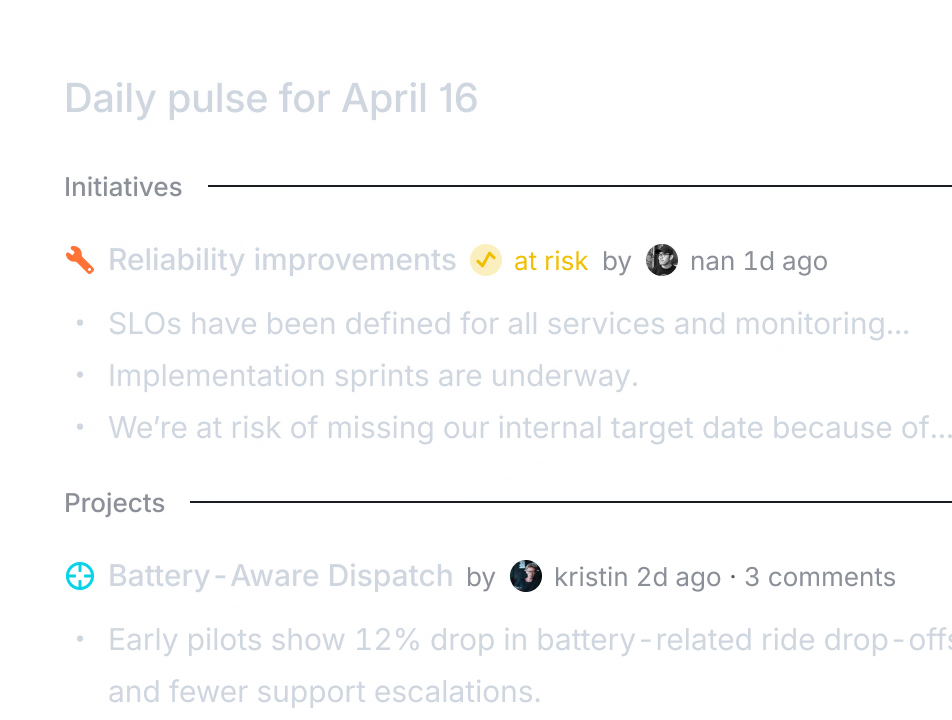 Daily pulse for April 16
Initiatives
Reliability improvements at risk by nan 1d ago
• SLOs have been defined for all services and monitoring...
• Implementation sprints are underway.
• We’re at risk of missing our internal target date because of...
Projects
Battery-Aware Dispatch by kristin 2d ago · 3 comments
• Early pilots show 12% drop in battery-related ride drop-offs
and fewer support escalations.